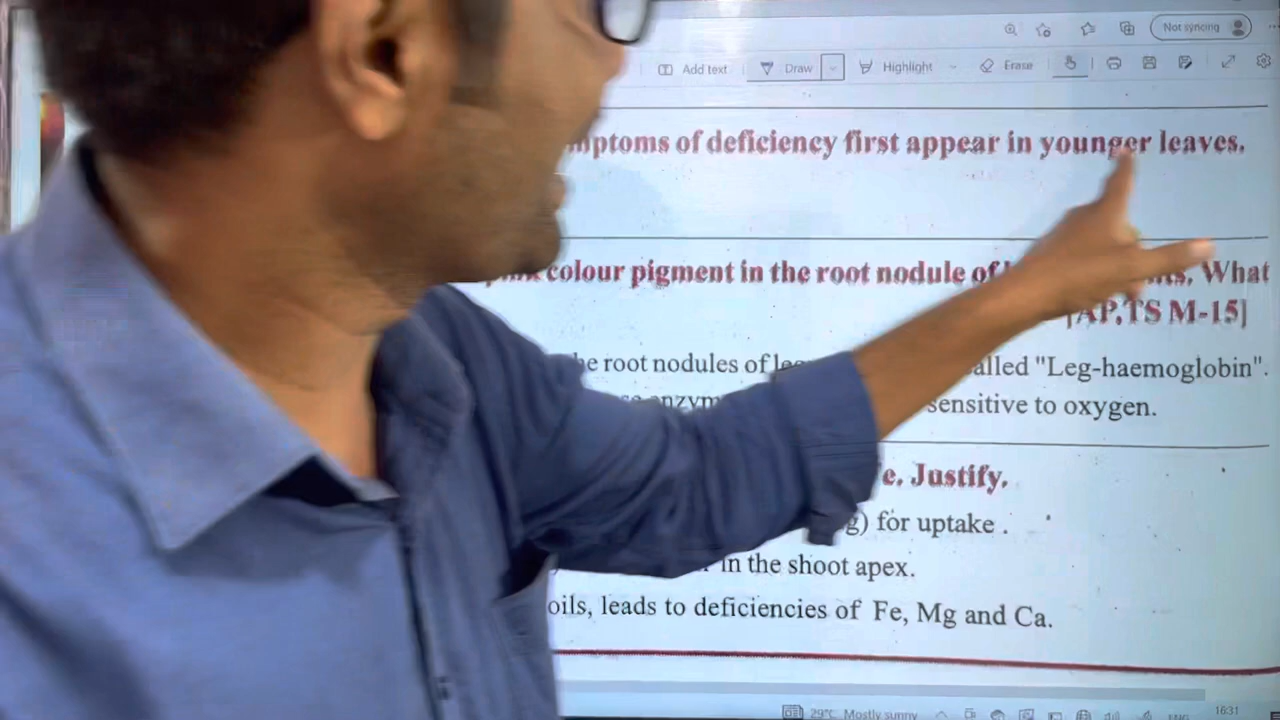 Not syncing
Add text Draw Highlight Erase
mptoms of deficiency first appear in younger leaves.
colour pigment in the root nodule of What
[AP,TS M-15]
he root nodules of alled "Leg-haemoglobin".
enzym sensitive to oxygen.
e. Justify.
g) for uptake .
in the shoot apex.
oils, leads to deficiencies of Fe, Mg and Ca.
29°C Mostly sunny ENG 16:31